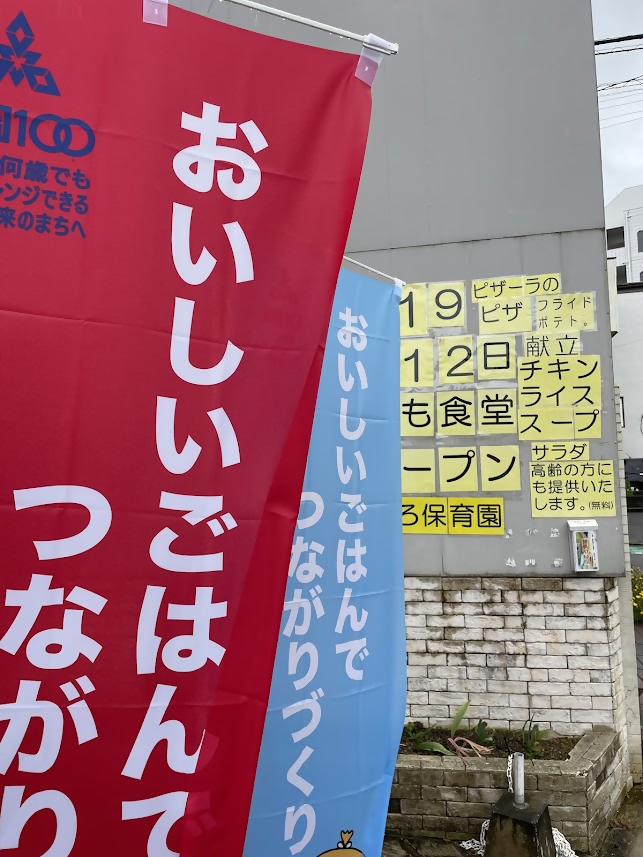 100
何歳でも
レンジできる
来のまちへ
おいしいごはんで
つながり
おいしいごはんで
つながりづくり
19
12日
も食堂
ープン
ろ保育園
ピザーラの
ピザ
フライド
ポテト。
献立
チキン
ライス
スープ
サラダ
高齢の方に
も提供いた
します。(無料)